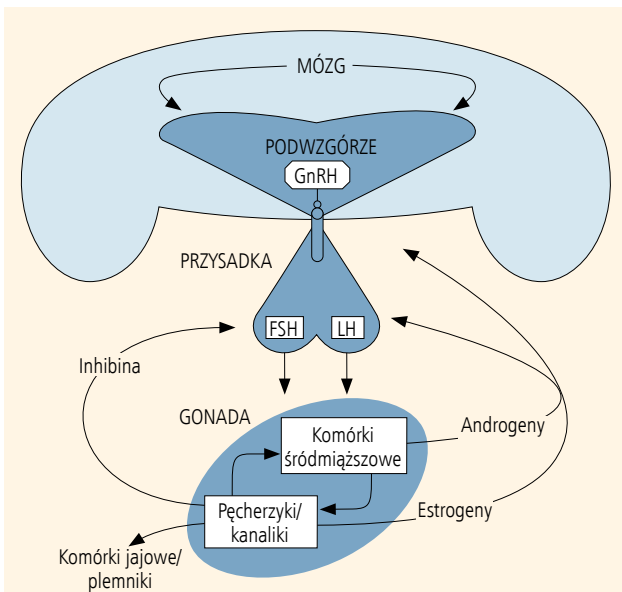 MÓZG
PODWZGÓRZE
GnRH
PRZYSADKA
FSH
LH
Inhibina
GONADA
Komórki
śródmiąższowe
Androgeny
Pęcherzyki/
kanaliki
Estrogeny
Komórki jajowe/
plemniki